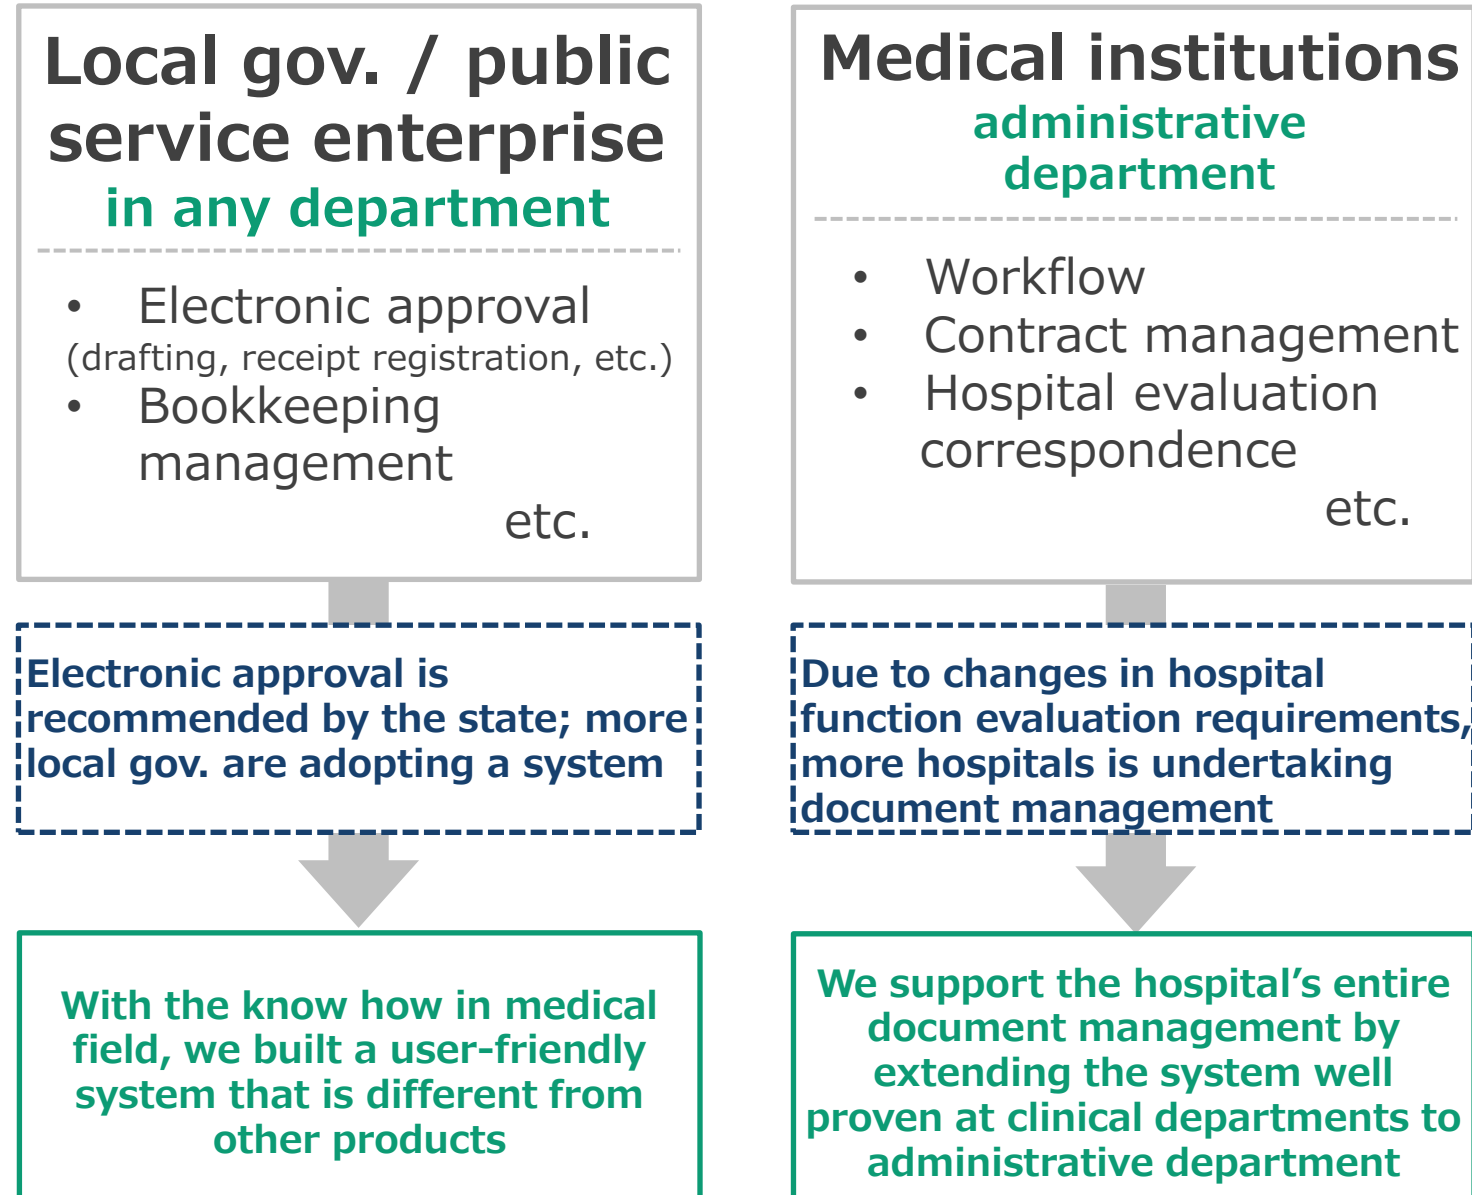 Local gov. / public
service enterprise
in any department
• Electronic approval
(drafting, receipt registration, etc.)
• Bookkeeping
management
etc.
Electronic approval is
recommended by the state; more
local gov. are adopting a system
With the know how in medical
field, we built a user-friendly
system that is different from
other products
Medical institutions
administrative
department
• Workflow
• Contract management
• Hospital evaluation
correspondence
etc.
Due to changes in hospital
function evaluation requirements,
more hospitals is undertaking
document management
We support the hospital’s entire
document management by
extending the system well
proven at clinical departments to
administrative department